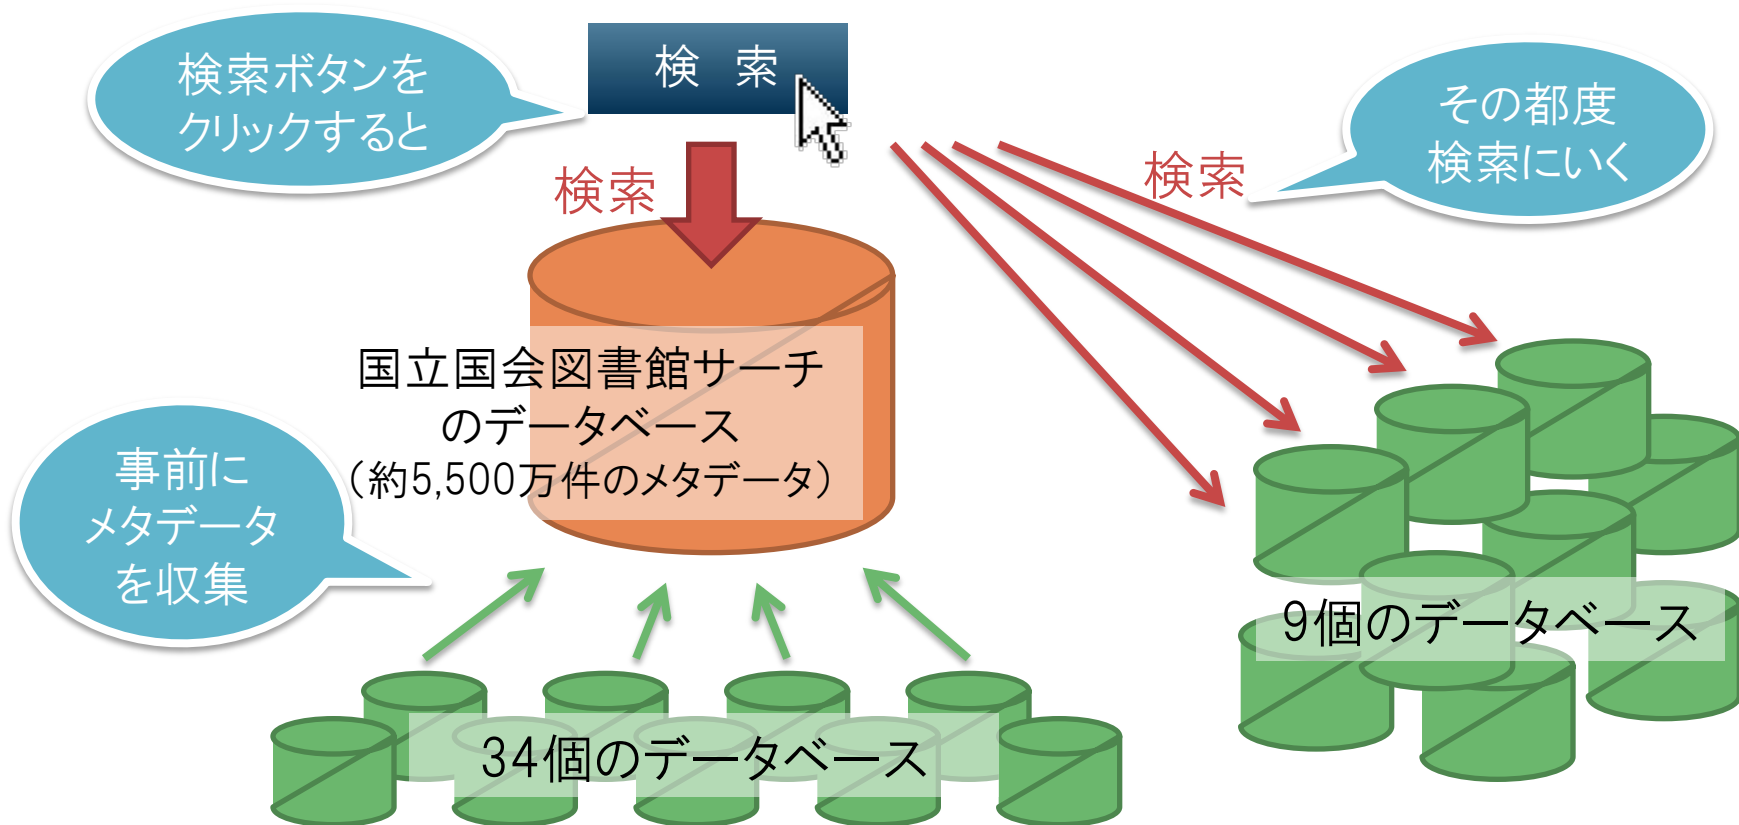 検索ボタンを
クリックすると
検 索
その都度
検索にいく
検索
検索
国立国会図書館サーチ
のデータベース
（約5,500万件のメタデータ）
事前に
メタデータ
を収集
9個のデータベース
34個のデータベース